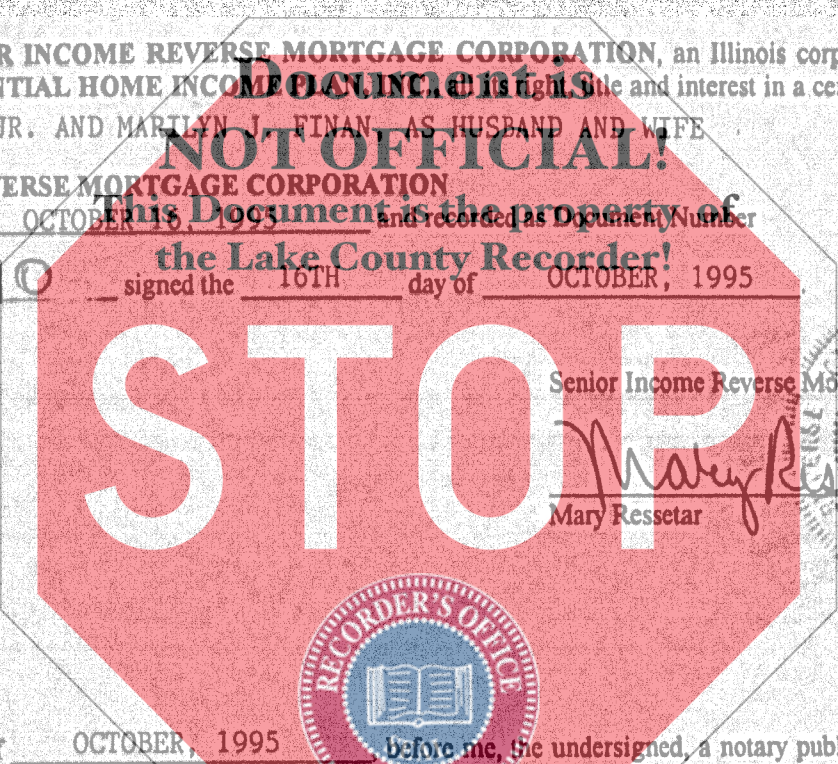 R INCOME REVERSE MORTGAGE CORPORATION, an Illinois corp
Document is
NTIAL HOME INCOME PLAN, INC., all its right, title and interest in a ce
JR. AND MARILYN J. FINAN, AS HUSBAND AND WIFE
NOT OFFICIAL!
ERSE MORTGAGE CORPORATION
This Document is the property of
OCTOBER 16, 1995 and recorded as Document Number
the Lake County Recorder!
signed the 16TH day of OCTOBER, 1995
STOP
Senior Income Reverse Mo
Mary Ressetar
RECORDER'S OFFICE
OCTOBER, 1995 before me, the undersigned, a notary publ